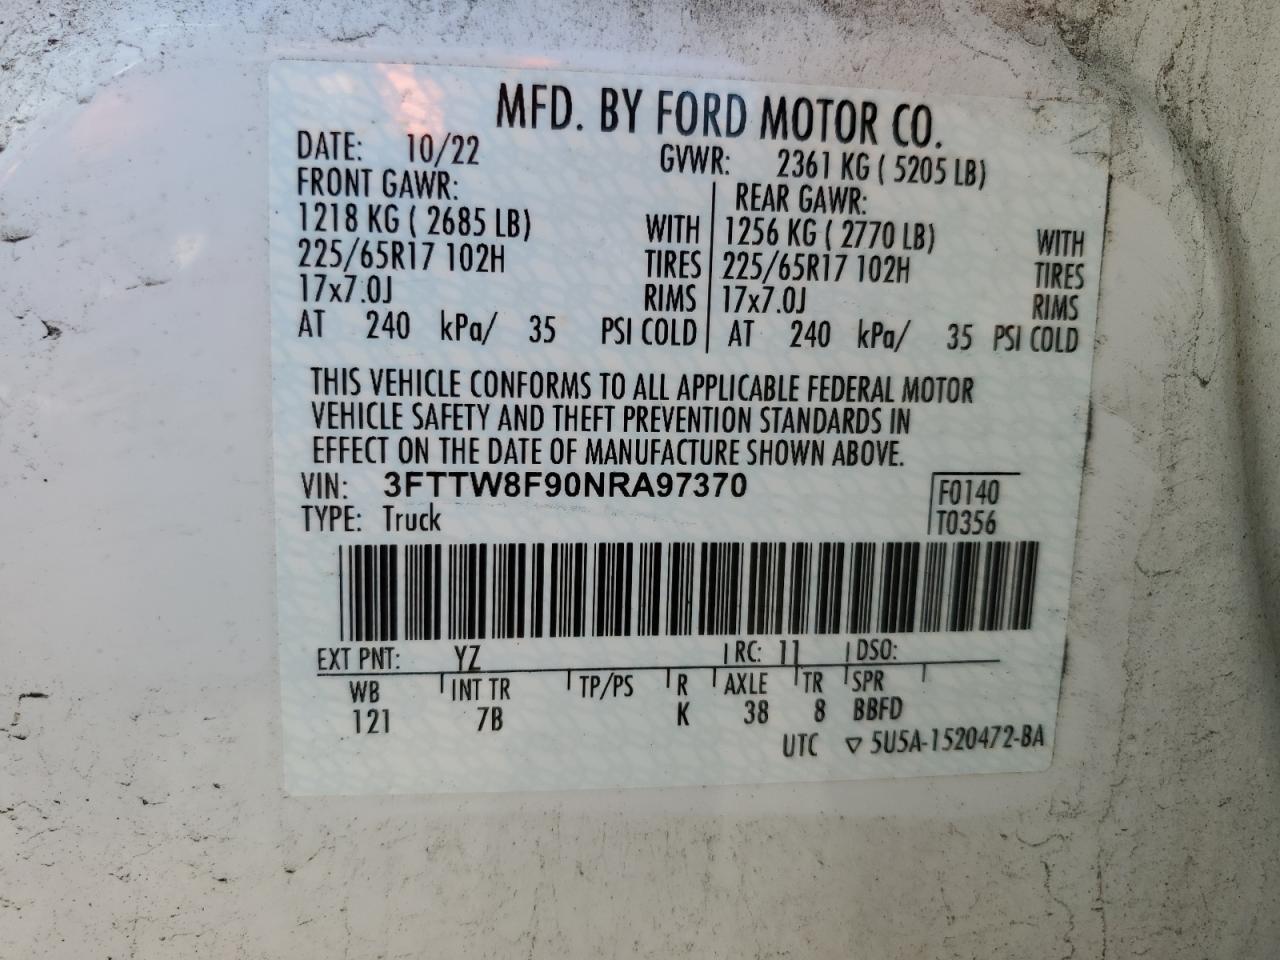 MFD. BY FORD MOTOR CO.
DATE: 10/22 GVWR: 2361 KG ( 5205 LB)
FRONT GAWR: REAR GAWR:
1218 KG ( 2685 LB) WITH 1256 KG ( 2770 LB) WITH
225/65R17 102H TIRES 225/65R17 102H TIRES
17x7.0J RIMS 17x7.0J RIMS
AT 240 kPa/ 35 PSI COLD AT 240 kPa/ 35 PSI COLD
THIS VEHICLE CONFORMS TO ALL APPLICABLE FEDERAL MOTOR
VEHICLE SAFETY AND THEFT PREVENTION STANDARDS IN
EFFECT ON THE DATE OF MANUFACTURE SHOWN ABOVE.
VIN: 3FTTW8F90NRA97370 F0140
TYPE: Truck T0356
EXT PNT: YZ RC: 11 DSO:
WB INT TR TP/PS R AXLE TR SPR
121 7B K 38 8 BBFD
UTC ▽ 5U5A-1520472-BA